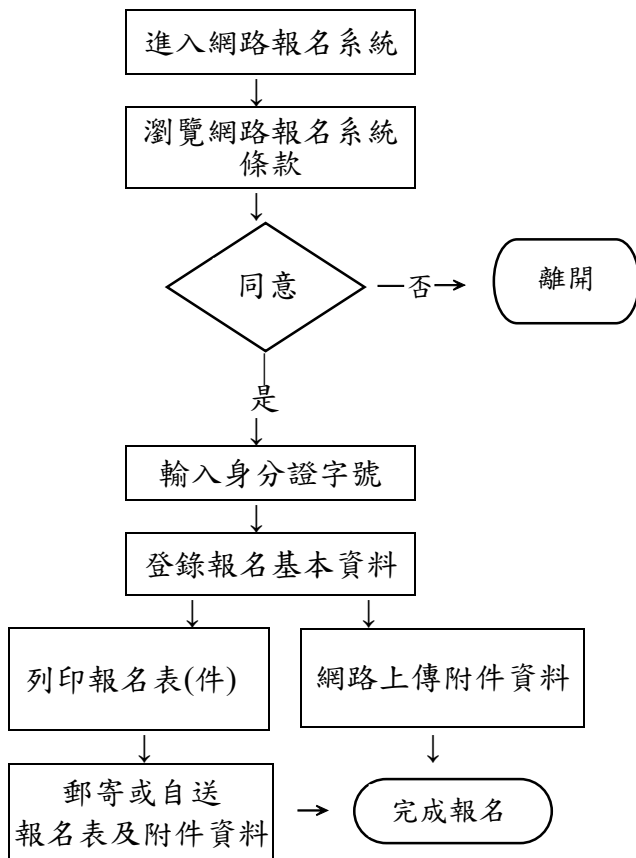 進入網路報名系統
瀏覽網路報名系統
條款
同意
否
離開
是
輸入身分證字號
登錄報名基本資料
列印報名表(件)
網路上傳附件資料
郵寄或自送
報名表及附件資料
完成報名